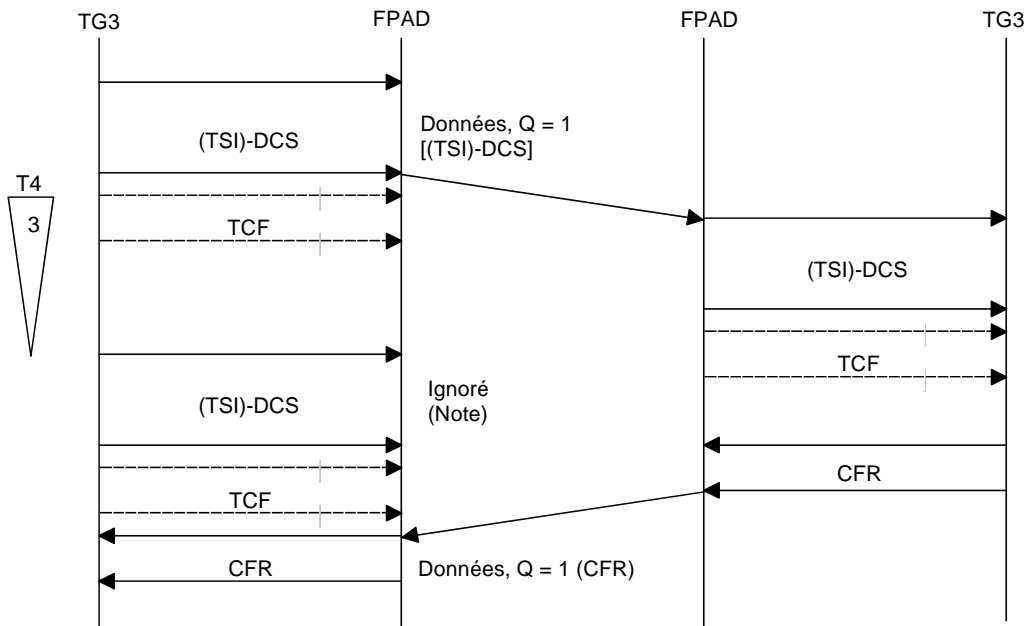 TG3
FPAD
FPAD
TG3
(TSI)-DCS
Données, Q = 1
[(TSI)-DCS]
T4
3
TCF
(TSI)-DCS
TCF
(TSI)-DCS
Ignoré
(Note)
CFR
TCF
CFR
Données, Q = 1 (CFR)